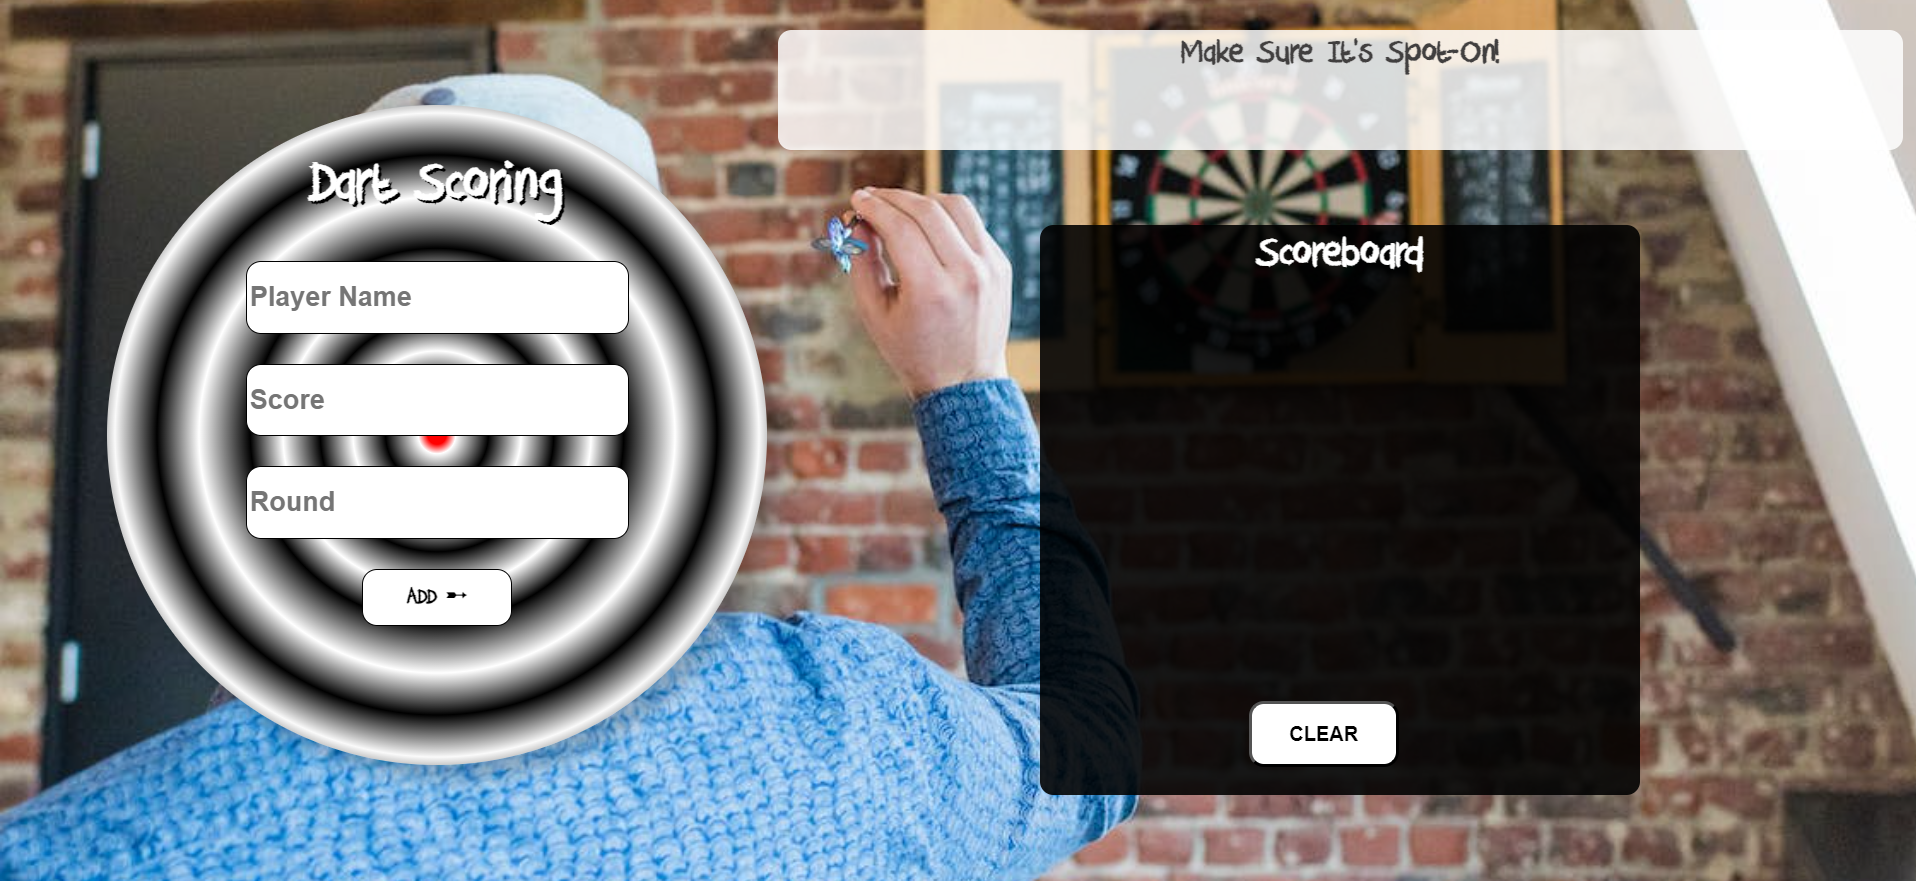 Make Sure It's Spot-On!
Dart Scoring
Player Name
Score
Round
ADD ➵
Scoreboard
CLEAR